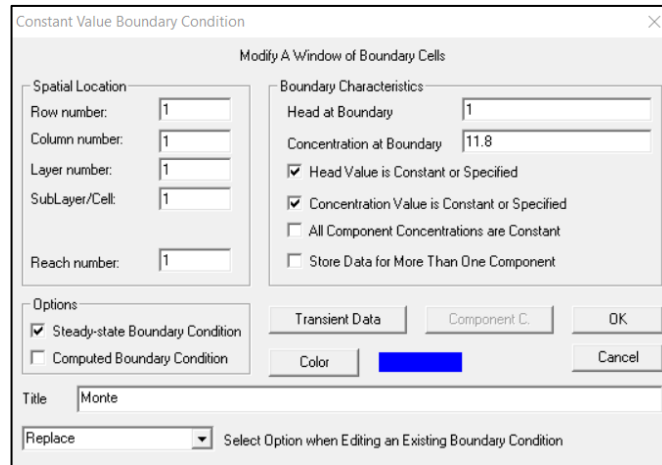 Constant Value Boundary Condition
Modify A Window of Boundary Cells
Spatial Location
Row number: 1
Column number: 1
Layer number: 1
SubLayer/Cell: 1
Reach number: 1
Boundary Characteristics
Head at Boundary 1
Concentration at Boundary 11.8
Head Value is Constant or Specified
Concentration Value is Constant or Specified
All Component Concentrations are Constant
Store Data for More Than One Component
Options
Steady-state Boundary Condition
Computed Boundary Condition
Transient Data Component C. OK
Color Cancel
Title Monte
Replace Select Option when Editing an Existing Boundary Condition